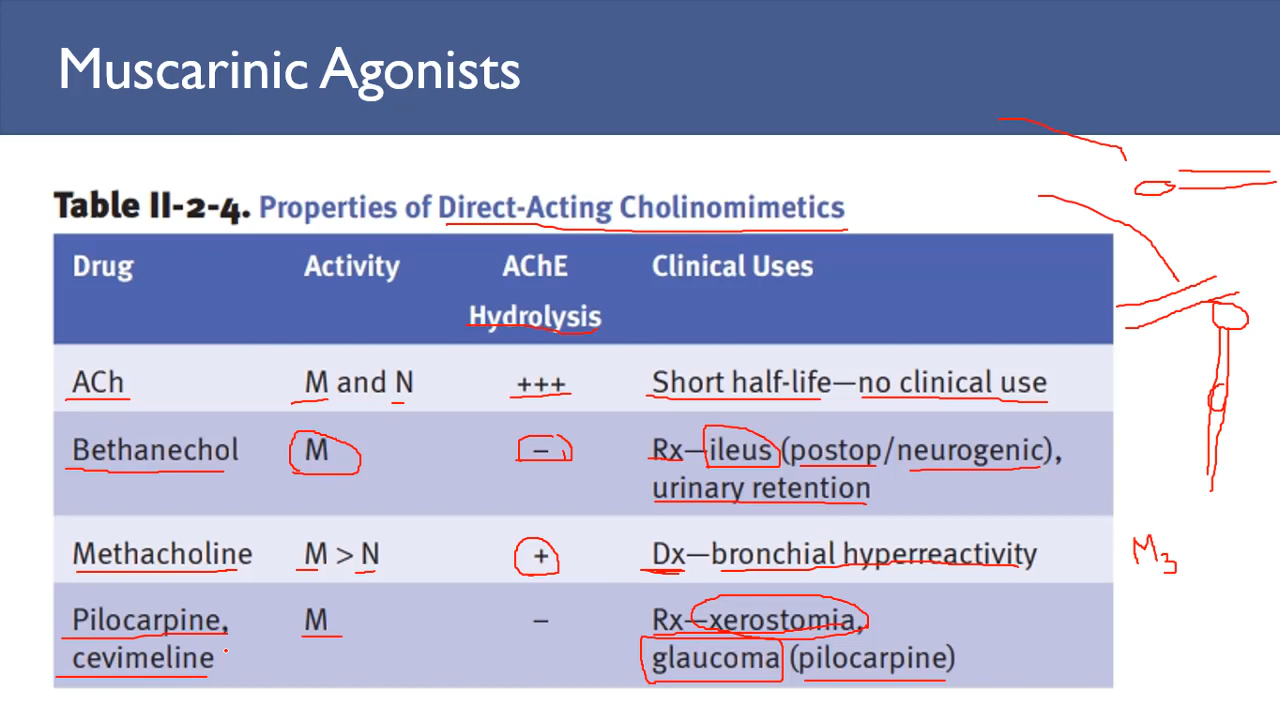 Muscarinic Agonists
Table II-2-4. Properties of Direct-Acting Cholinomimetics
Drug Activity AChE Hydrolysis Clinical Uses
ACh M and N +++ Short half-life—no clinical use
Bethanechol M – Rx—ileus (postop/neurogenic),
urinary retention
Methacholine M > N + Dx—bronchial hyperreactivity
M3
Pilocarpine, M – Rx—xerostomia,
cevimeline glaucoma (pilocarpine)